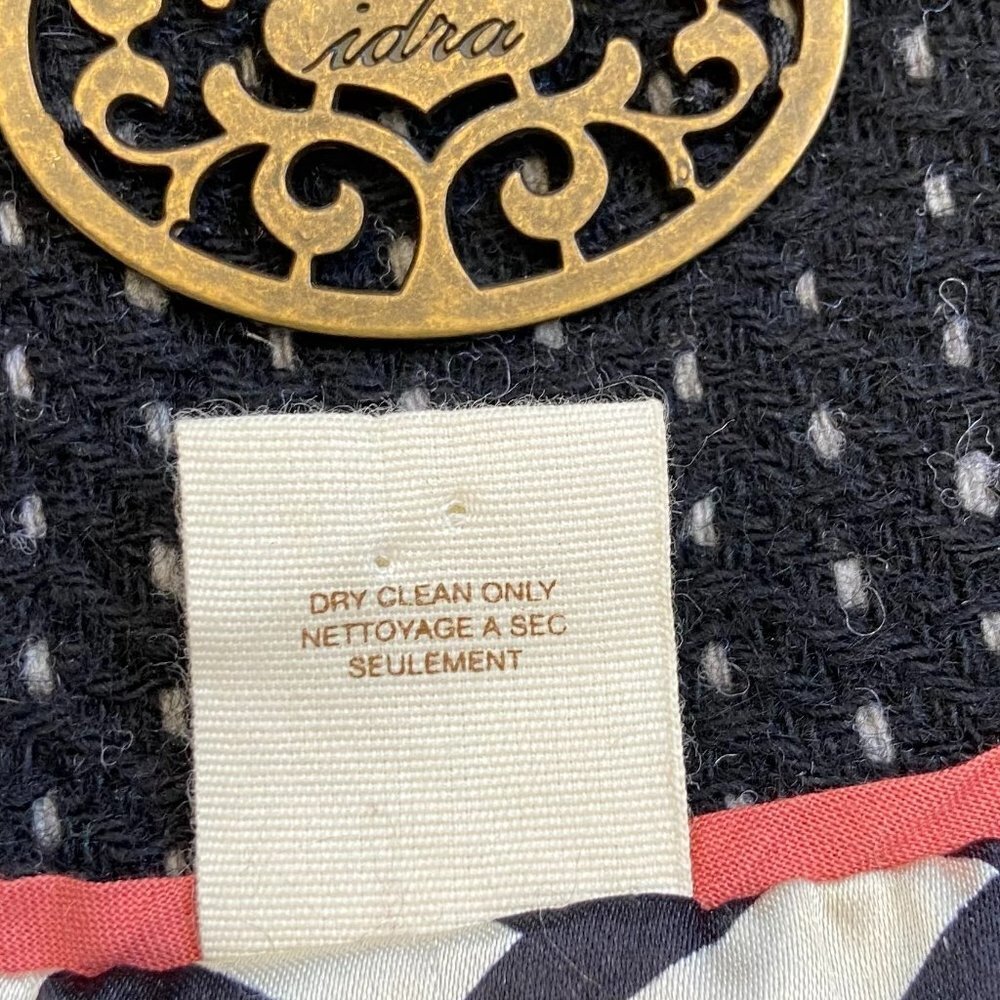 idra
DRY CLEAN ONLY
NETTOYAGE A SEC
SEULEMENT